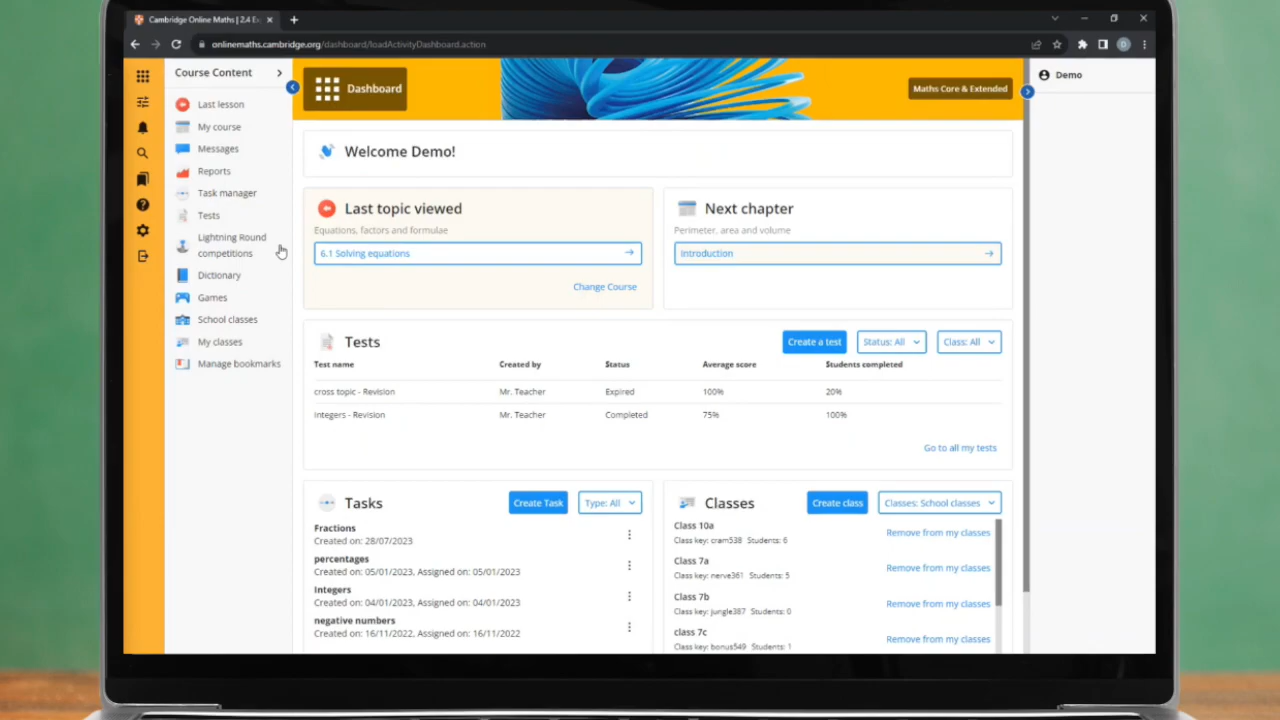 Cambridge Online Maths | 2.4 Ex
onlinemaths.cambridge.org/dashboard/loadActivityDashboard.action
Course Content
Last lesson
My course
Messages
Reports
Task manager
Tests
Lightning Round
competitions
Dictionary
Games
School classes
My classes
Manage bookmarks
Dashboard
Maths Core & Extended
Demo
Welcome Demo!
Last topic viewed
Equations, factors and formulae
6.1 Solving equations
Change Course
Next chapter
Perimeter, area and volume
Introduction
Tests
Create a test
Status: All
Class: All
Test name Created by Status Average score Students completed
cross topic - Revision Mr. Teacher Expired 100% 20%
Integers - Revision Mr. Teacher Completed 75% 100%
Go to all my tests
Tasks
Create Task
Type: All
Fractions
Created on: 28/07/2023
percentages
Created on: 05/01/2023, Assigned on: 05/01/2023
Integers
Created on: 04/01/2023, Assigned on: 04/01/2023
negative numbers
Created on: 16/11/2022, Assigned on: 16/11/2022
Classes
Create class
Classes: School classes
Class 10a
Class key: cram538 Students: 6
Remove from my classes
Class 7a
Class key: nerve361 Students: 5
Remove from my classes
Class 7b
Class key: jungle387 Students: 0
Remove from my classes
class 7c
Class key: bonus549 Students: 1
Remove from my classes